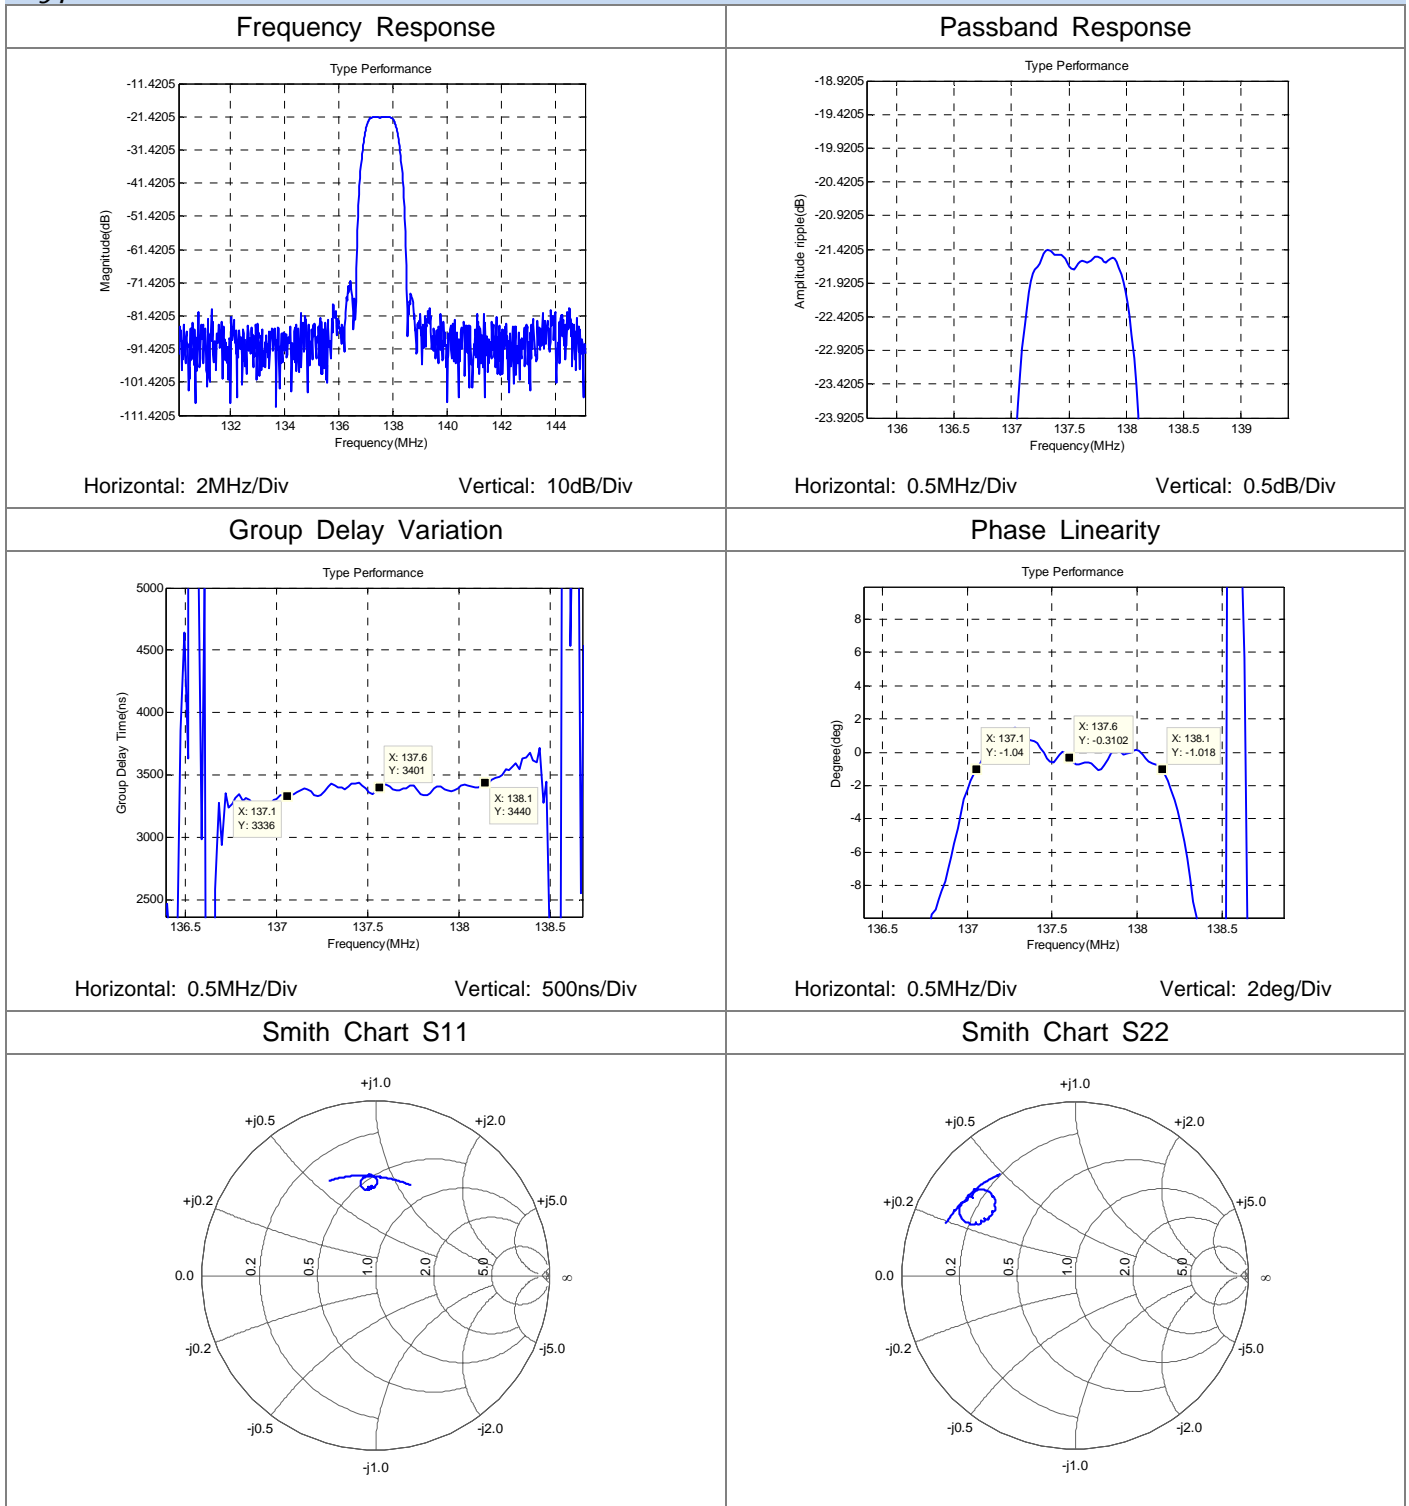 Frequency Response
Passband Response
Type Performance
-11.4205
-21.4205
-31.4205
-41.4205
-51.4205
-61.4205
-71.4205
-81.4205
-91.4205
-101.4205
-111.4205
Magnitude(dB)
132 134 136 138 140 142 144
Frequency(MHz)
Horizontal: 2MHz/Div Vertical: 10dB/Div
Type Performance
-18.9205
-19.4205
-19.9205
-20.4205
-20.9205
-21.4205
-21.9205
-22.4205
-22.9205
-23.4205
-23.9205
Amplitude ripple(dB)
136 136.5 137 137.5 138 138.5 139
Frequency(MHz)
Horizontal: 0.5MHz/Div Vertical: 0.5dB/Div
Group Delay Variation
Phase Linearity
Type Performance
5000
4500
4000
3500
3000
2500
Group Delay Time(ns)
X: 137.6
Y: 3401
X: 137.1
Y: 3336
X: 138.1
Y: 3440
136.5 137 137.5 138 138.5
Frequency(MHz)
Horizontal: 0.5MHz/Div Vertical: 500ns/Div
Type Performance
8
6
4
2
0
-2
-4
-6
-8
Degree(deg)
X: 137.1
Y: -1.04
X: 137.6
Y: -0.3102
X: 138.1
Y: -1.018
136.5 137 137.5 138 138.5
Frequency(MHz)
Horizontal: 0.5MHz/Div Vertical: 2deg/Div
Smith Chart S11
Smith Chart S22
+j1.0
+j0.5 +j2.0
+j0.2 +j5.0
0.0 0.2 0.5 1.0 2.0 5.0 ∞
-j0.2 -j5.0
-j0.5 -j2.0
-j1.0
+j1.0
+j0.5 +j2.0
+j0.2 +j5.0
0.0 0.2 0.5 1.0 2.0 5.0 ∞
-j0.2 -j5.0
-j0.5 -j2.0
-j1.0